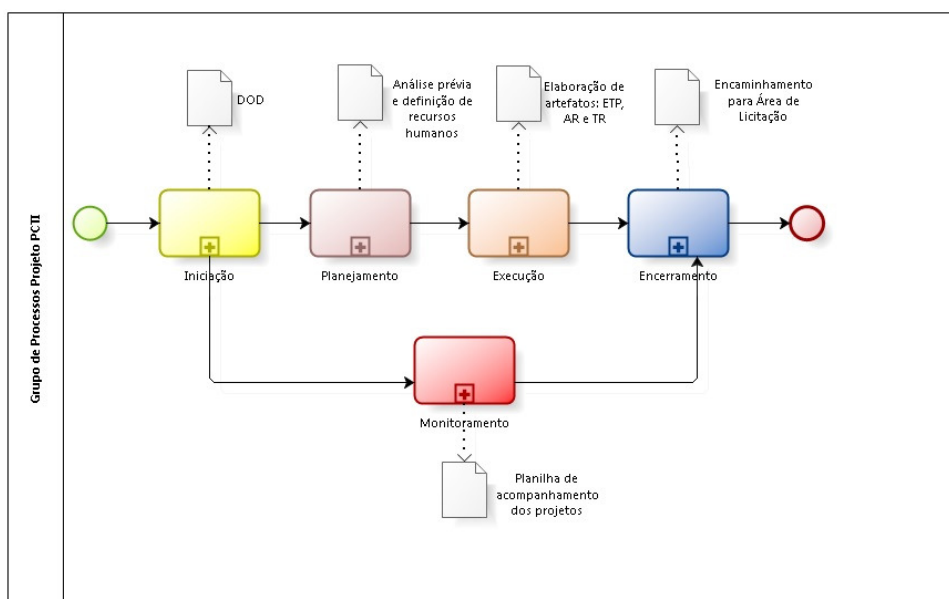 Grupo de Processos Projeto PCTI
DOD
Análise prévia
e definição de
recursos
humanos
Elaboração de
artefatos: ETP,
AR e TR
Encaminhamento
para Área de
Licitação
Iniciação
Planejamento
Execução
Encerramento
Monitoramento
Planilha de
acompanhamento
dos projetos